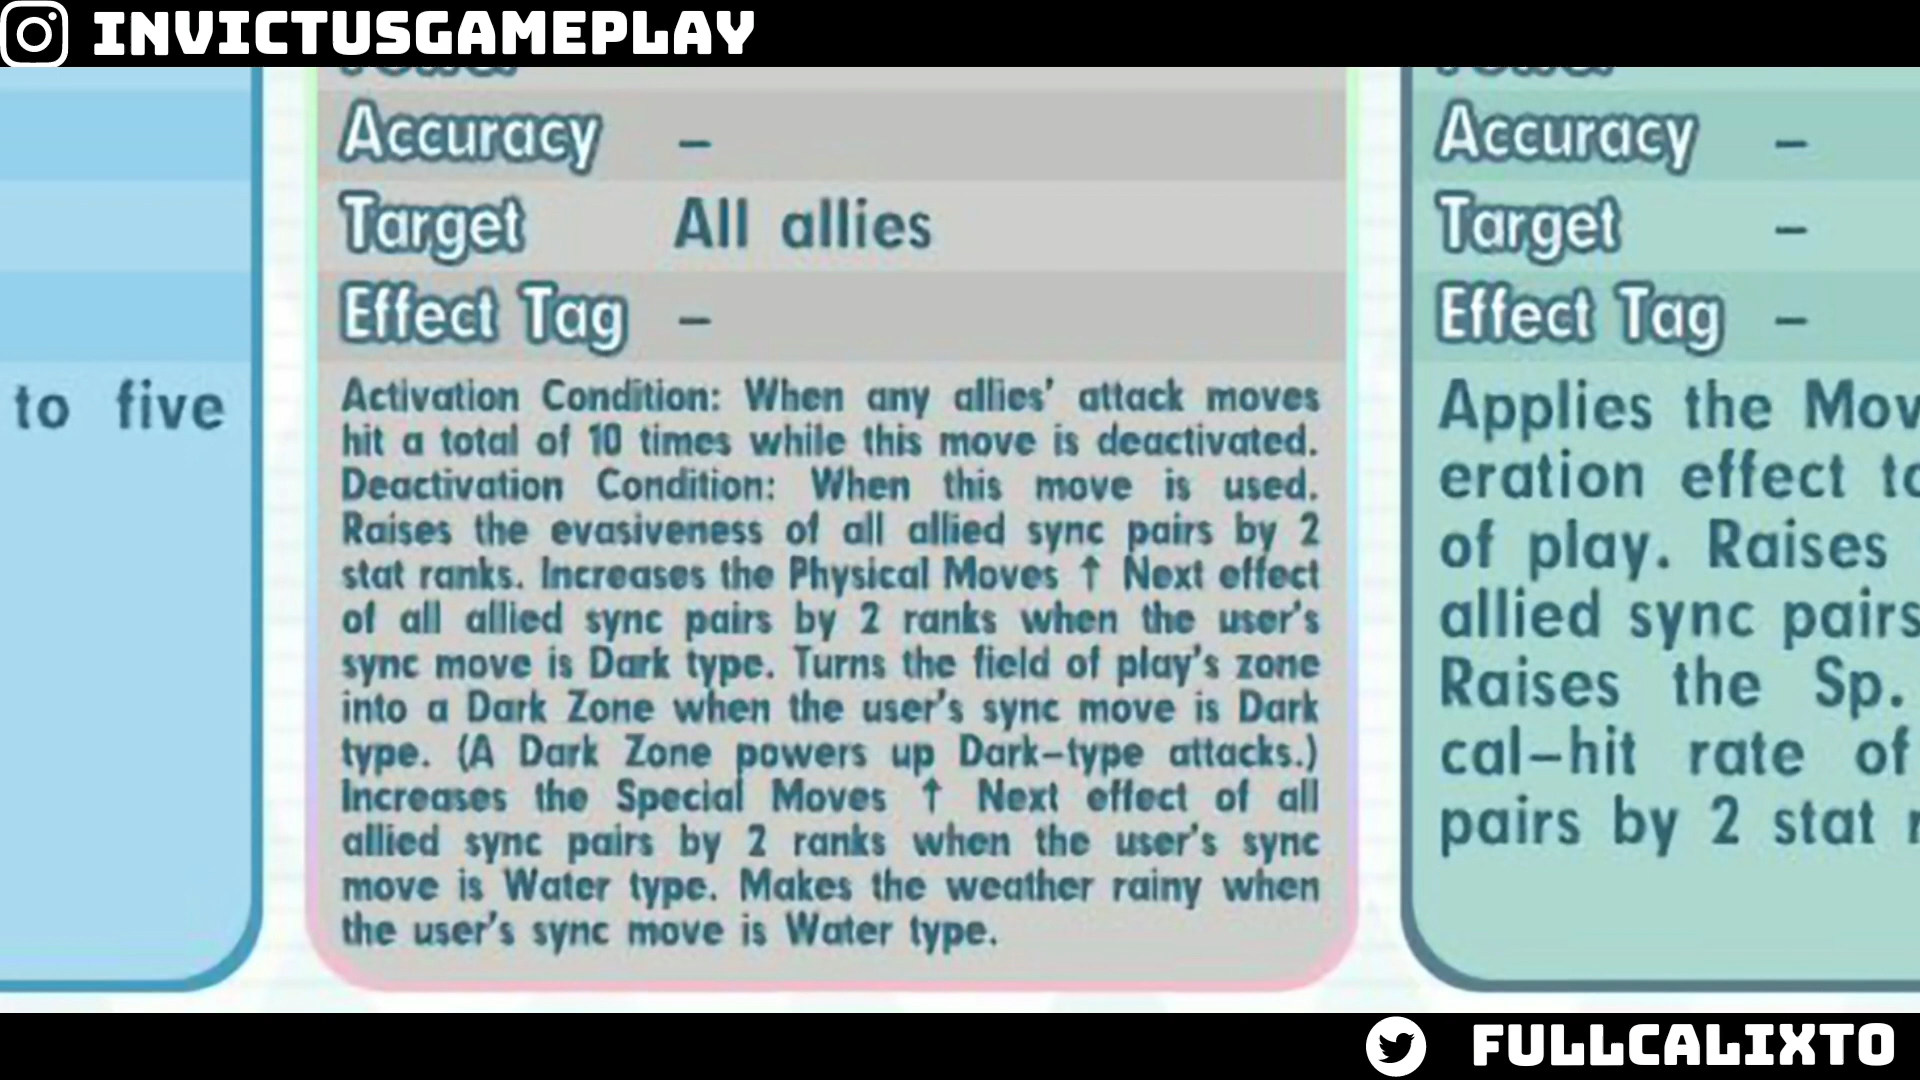 INVICTUSGAMEPLAY
to five
Accuracy –
Target All allies
Effect Tag –
Activation Condition: When any allies' attack moves
hit a total of 10 times while this move is deactivated.
Deactivation Condition: When this move is used.
Raises the evasiveness of all allied sync pairs by 2
stat ranks. Increases the Physical Moves ↑ Next effect
of all allied sync pairs by 2 ranks when the user's
sync move is Dark type. Turns the field of play's zone
into a Dark Zone when the user's sync move is Dark
type. (A Dark Zone powers up Dark-type attacks.)
Increases the Special Moves ↑ Next effect of all
allied sync pairs by 2 ranks when the user's sync
move is Water type. Makes the weather rainy when
the user's sync move is Water type.
Accuracy –
Target –
Effect Tag –
Applies the Mov
eration effect to
of play. Raises
allied sync pairs
Raises the Sp.
cal-hit rate of
pairs by 2 stat
FULLCALIXTO